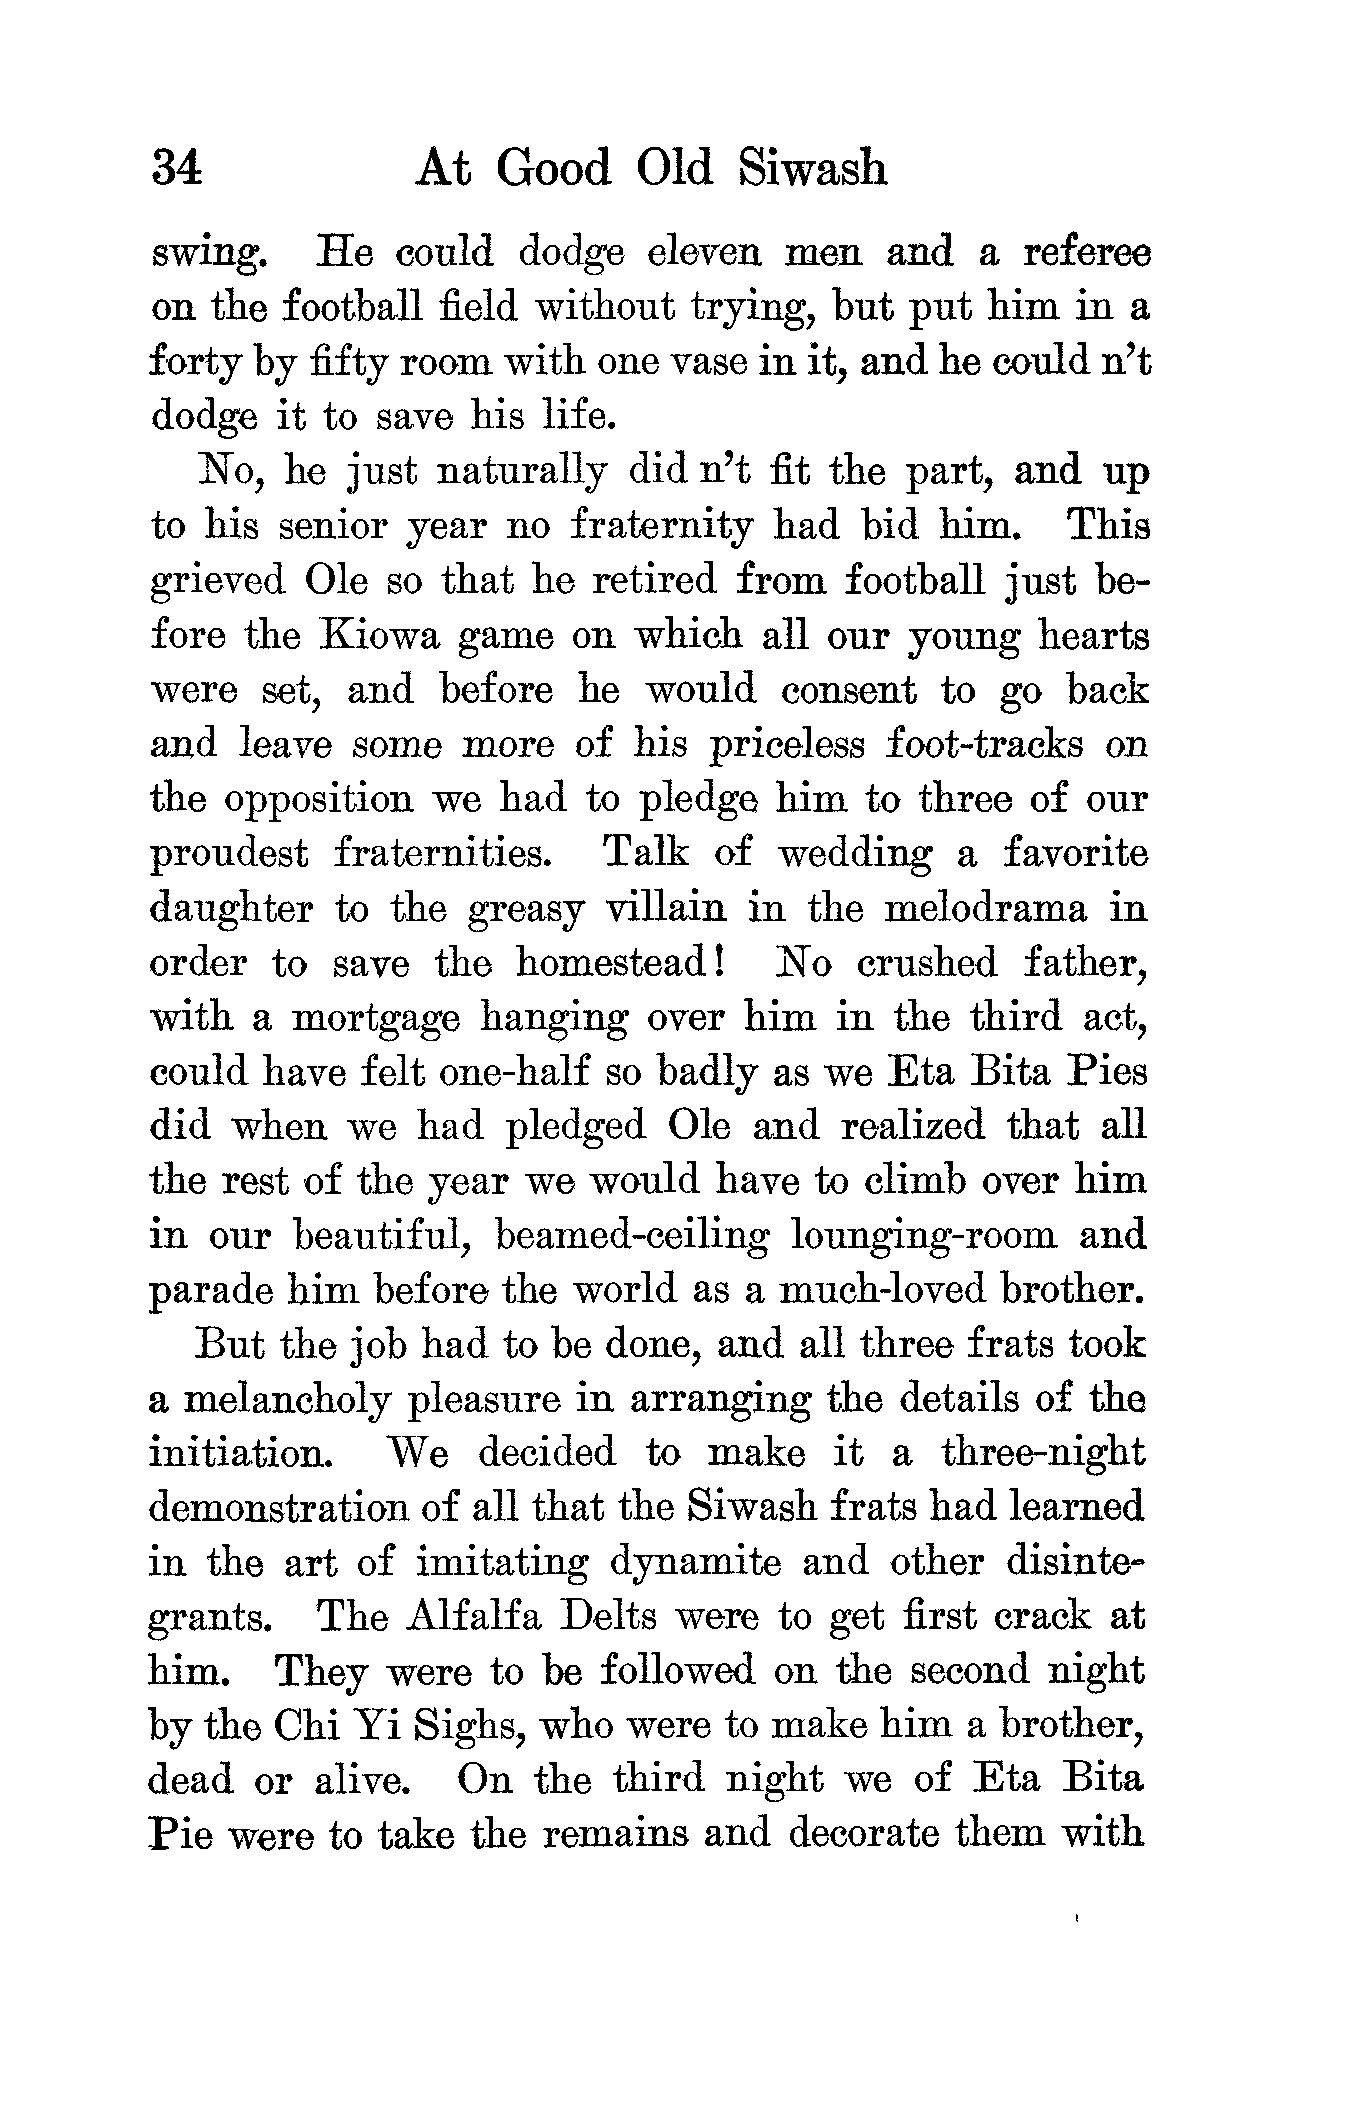 34 At Good Old Siwash
swing. He could dodge eleven men and a referee
on the football field without trying, but put him in a
forty by fifty room with one vase in it, and he could n't
dodge it to save his life.
No, he just naturally did n't fit the part, and up
to his senior year no fraternity had bid him. This
grieved Ole so that he retired from football just be-
fore the Kiowa game on which all our young hearts
were set, and before he would consent to go back
and leave some more of his priceless foot-tracks on
the opposition we had to pledge him to three of our
proudest fraternities. Talk of wedding a favorite
daughter to the greasy villain in the melodrama in
order to save the homestead! No crushed father,
with a mortgage hanging over him in the third act,
could have felt one-half so badly as we Eta Bita Pies
did when we had pledged Ole and realized that all
the rest of the year we would have to climb over him
in our beautiful, beamed-ceiling lounging-room and
parade him before the world as a much-loved brother.
But the job had to be done, and all three frats took
a melancholy pleasure in arranging the details of the
initiation. We decided to make it a three-night
demonstration of all that the Siwash frats had learned
in the art of imitating dynamite and other disinte-
grants. The Alfalfa Delts were to get first crack at
him. They were to be followed on the second night
by the Chi Yi Sighs, who were to make him a brother,
dead or alive. On the third night we of Eta Bita
Pie were to take the remains and decorate them with